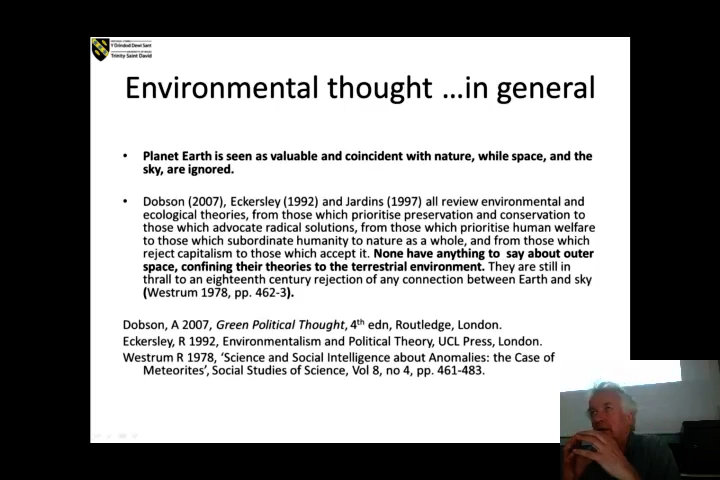 Y Drindod Dewi Sant
Trinity Saint David
Environmental thought ...in general
• Planet Earth is seen as valuable and coincident with nature, while space, and the
sky, are ignored.
• Dobson (2007), Eckersley (1992) and Jardins (1997) all review environmental and
ecological theories, from those which prioritise preservation and conservation to
those which advocate radical solutions, from those which prioritise human welfare
to those which subordinate humanity to nature as a whole, and from those which
reject capitalism to those which accept it. None have anything to say about outer
space, confining their theories to the terrestrial environment. They are still in
thrall to an eighteenth century rejection of any connection between Earth and sky
(Westrum 1978, pp. 462-3).
Dobson, A 2007, Green Political Thought, 4th edn, Routledge, London.
Eckersley, R 1992, Environmentalism and Political Theory, UCL Press, London.
Westrum R 1978, ‘Science and Social Intelligence about Anomalies: the Case of
Meteorites’, Social Studies of Science, Vol 8, no 4, pp. 461-483.